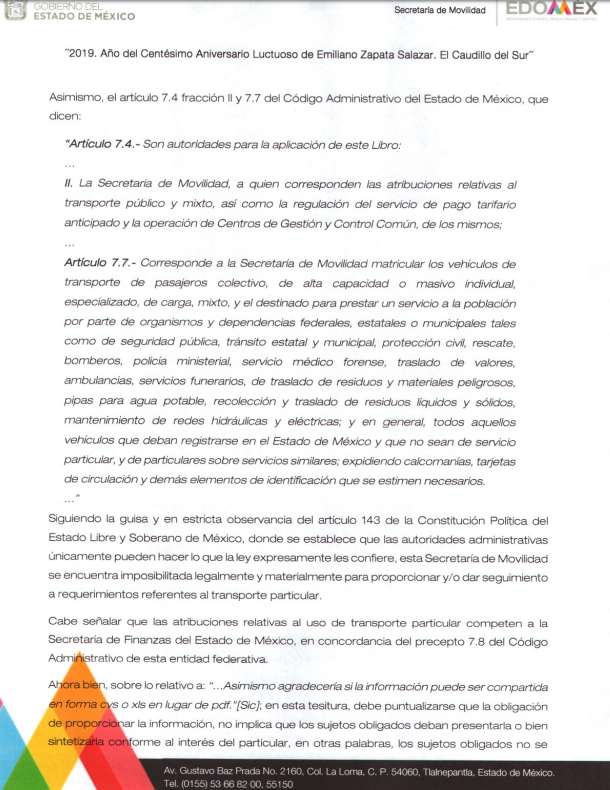 GOBIERNO DEL
ESTADO DE MÉXICO
Secretaría de Movilidad
EDOMÉX
"2019. Año del Centésimo Aniversario Luctuoso de Emiliano Zapata Salazar. El Caudillo del Sur"
Asimismo, el artículo 7.4 fracción II y 7.7 del Código Administrativo del Estado de México, que
dicen:
"Artículo 7.4.- Son autoridades para la aplicación de este Libro:
...
II. La Secretaría de Movilidad, a quien corresponden las atribuciones relativas al
transporte público y mixto, así como la regulación del servicio de pago tarifario
anticipado y la operación de Centros de Gestión y Control Común, de los mismos;
...
Artículo 7.7.- Corresponde a la Secretaría de Movilidad matricular los vehículos de
transporte de pasajeros colectivo, de alta capacidad o masivo individual,
especializado, de carga, mixto, y el destinado para prestar un servicio a la población
por parte de organismos y dependencias federales, estatales o municipales tales
como de seguridad pública, tránsito estatal y municipal, protección civil, rescate,
bomberos, policía ministerial, servicio médico forense, traslado de valores,
ambulancias, servicios funerarios, de traslado de residuos y materiales peligrosos,
pipas para agua potable, recolección y traslado de residuos líquidos y sólidos,
mantenimiento de redes hidráulicas y eléctricas; y en general, todos aquellos
vehículos que deban registrarse en el Estado de México y que no sean de servicio
particular, y de particulares sobre servicios similares; expidiendo calcomanías, tarjetas
de circulación y demás elementos de identificación que se estimen necesarios.
..."
Siguiendo la guisa y en estricta observancia del artículo 143 de la Constitución Política del
Estado Libre y Soberano de México, donde se establece que las autoridades administrativas
únicamente pueden hacer lo que la ley expresamente les confiere, esta Secretaría de Movilidad
se encuentra imposibilitada legalmente y materialmente para proporcionar y/o dar seguimiento
a requerimientos referentes al transporte particular.
Cabe señalar que las atribuciones relativas al uso de transporte particular competen a la
Secretaría de Finanzas del Estado de México, en concordancia del precepto 7.8 del Código
Administrativo de esta entidad federativa.
Ahora bien, sobre lo relativo a: "...Asimismo agradecería si la información puede ser compartida
en forma cvs o xls en lugar de pdf."[Sic]; en esta tesitura, debe puntualizarse que la obligación
de proporcionar la información, no implica que los sujetos obligados deban presentarla o bien
sintetizarla conforme al interés del particular, en otras palabras, los sujetos obligados no se
Av. Gustavo Baz Prada No. 2160, Col. La Loma, C. P. 54060, Tlalnepantla, Estado de México.
Tel. (0155) 53 66 82 00, 55150